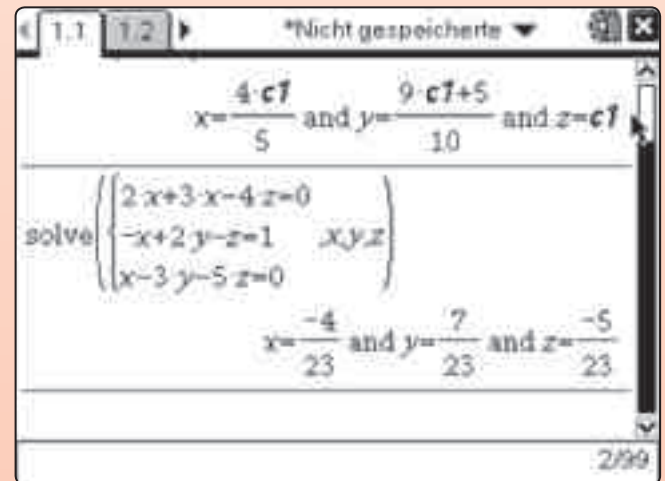 1.1 1.2 *Nicht gespeicherte
x=4·c1/5 and y=9·c1+5/10 and z=c1
solve({2·x+3·x−4·z=0
−x+2·y−z=1 ,x,y,z)
x−3·y−5·z=0
x=−4/23 and y=7/23 and z=−5/23
2/99